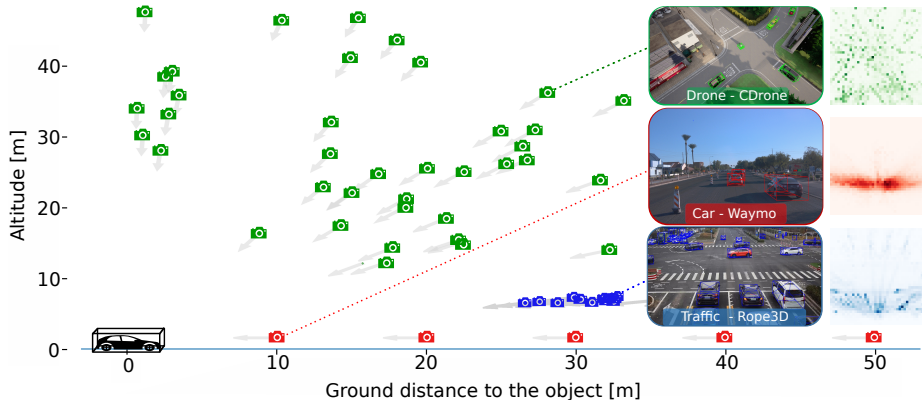 Altitude [m]
40
30
20
10
0
Drone - CDrone
Car - Waymo
Traffic - Rope3D
0
10
20
30
40
50
Ground distance to the object [m]